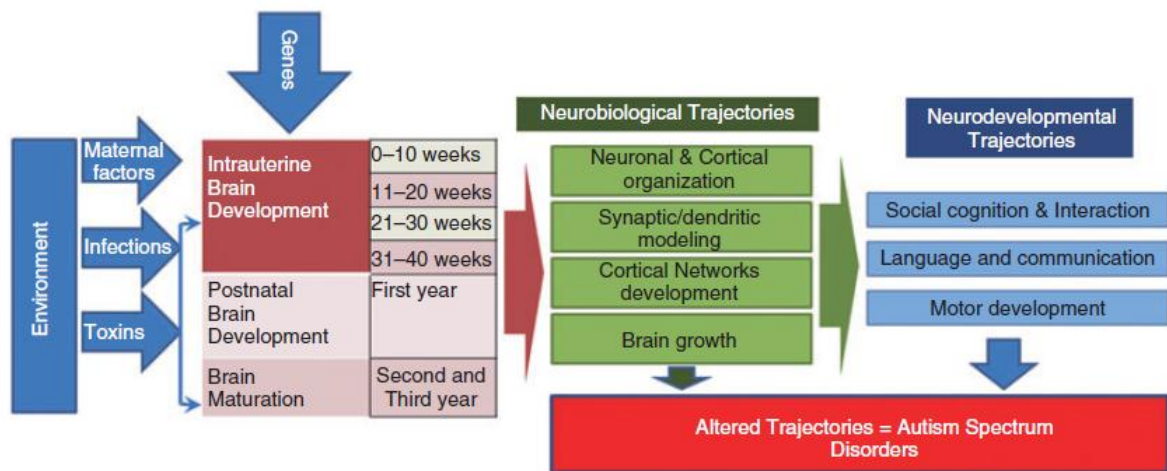 Genes
Environment
Maternal
factors
Infections
Toxins
Intrauterine
Brain
Development
0–10 weeks
11–20 weeks
21–30 weeks
31–40 weeks
Postnatal
Brain
Development
First year
Brain
Maturation
Second and
Third year
Neurobiological Trajectories
Neuronal & Cortical
organization
Synaptic/dendritic
modeling
Cortical Networks
development
Brain growth
Neurodevelopmental
Trajectories
Social cognition & Interaction
Language and communication
Motor development
Altered Trajectories = Autism Spectrum
Disorders